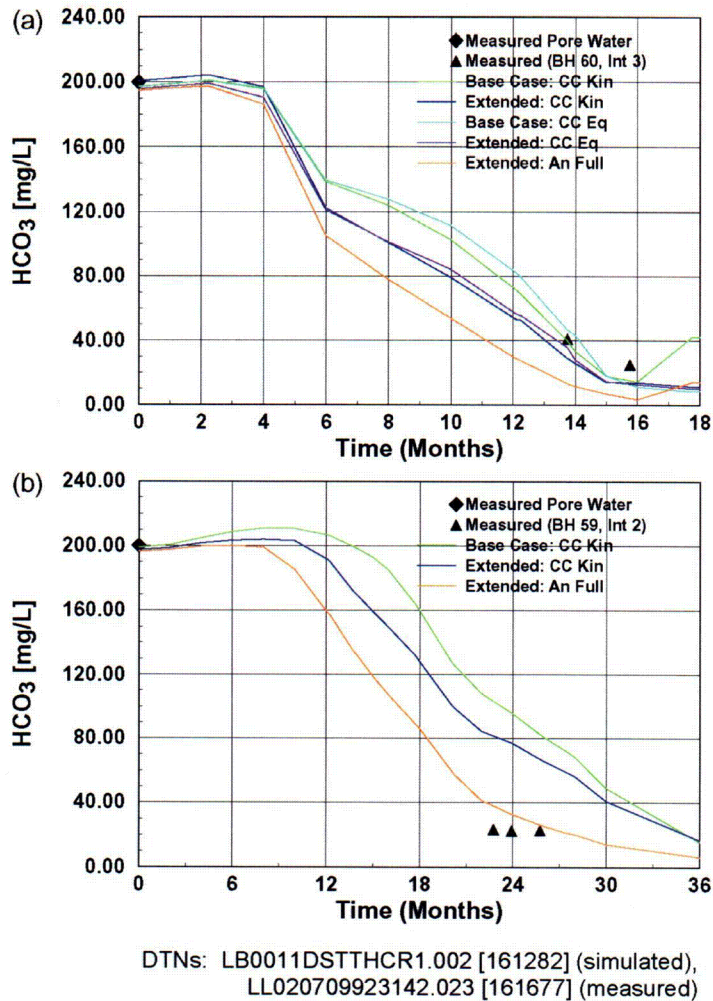 (a)
240.00
200.00
160.00
120.00
80.00
40.00
0.00
HCO3 [mg/L]
Measured Pore Water
Measured (BH 60, Int 3)
Base Case: CC Kin
Extended: CC Kin
Base Case: CC Eq
Extended: CC Eq
Extended: An Full
0 2 4 6 8 10 12 14 16 18
Time (Months)
(b)
240.00
200.00
160.00
120.00
80.00
40.00
0.00
HCO3 [mg/L]
Measured Pore Water
Measured (BH 59, Int 2)
Base Case: CC Kin
Extended: CC Kin
Extended: An Full
0 6 12 18 24 30 36
Time (Months)
DTNs: LB0011DSTTHCR1.002 [161282] (simulated),
LL020709923142.023 [161677] (measured)